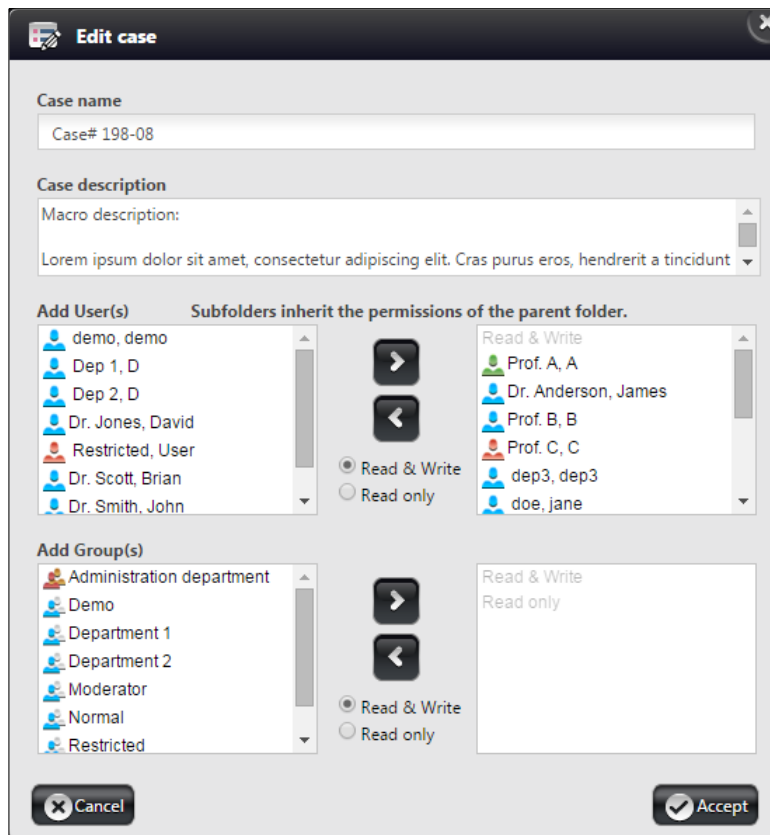 Edit case
Case name
Case# 198-08
Case description
Macro description:
Lorem ipsum dolor sit amet, consectetur adipiscing elit. Cras purus eros, hendrerit a tincidunt
Add User(s) Subfolders inherit the permissions of the parent folder.
demo, demo
Dep 1, D
Dep 2, D
Dr. Jones, David
Restricted, User
Dr. Scott, Brian
Dr. Smith, John
Read & Write
Read only
Read & Write
Prof. A, A
Dr. Anderson, James
Prof. B, B
Prof. C, C
dep3, dep3
doe, jane
Add Group(s)
Administration department
Demo
Department 1
Department 2
Moderator
Normal
Restricted
Read & Write
Read only
Read & Write
Read only
Cancel
Accept